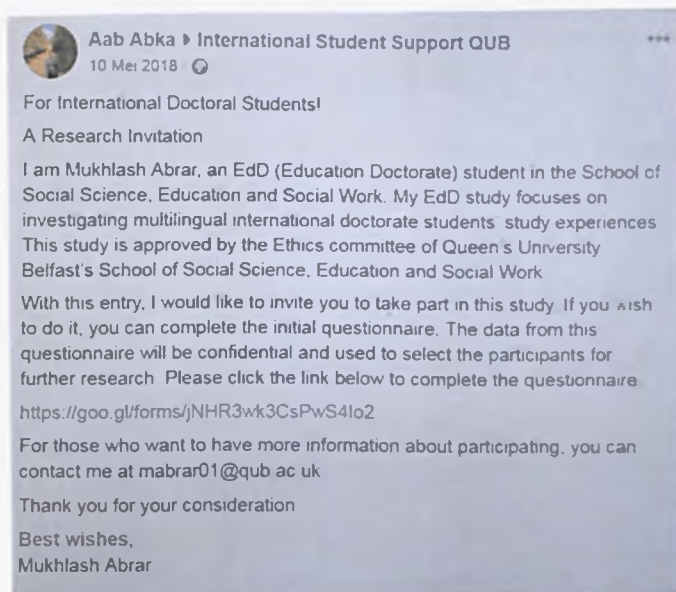 Aab Abka ▸ International Student Support QUB
10 Mei 2018
For International Doctoral Students!
A Research Invitation
I am Mukhlash Abrar, an EdD (Education Doctorate) student in the School of
Social Science, Education and Social Work. My EdD study focuses on
investigating multilingual international doctorate students' study experiences
This study is approved by the Ethics committee of Queen's University
Belfast's School of Social Science, Education and Social Work
With this entry, I would like to invite you to take part in this study. If you wish
to do it, you can complete the initial questionnaire. The data from this
questionnaire will be confidential and used to select the participants for
further research. Please click the link below to complete the questionnaire
https://goo.gl/forms/jNHR3wk3CsPwS4Io2
For those who want to have more information about participating, you can
contact me at mabrar01@qub.ac.uk
Thank you for your consideration
Best wishes,
Mukhlash Abrar